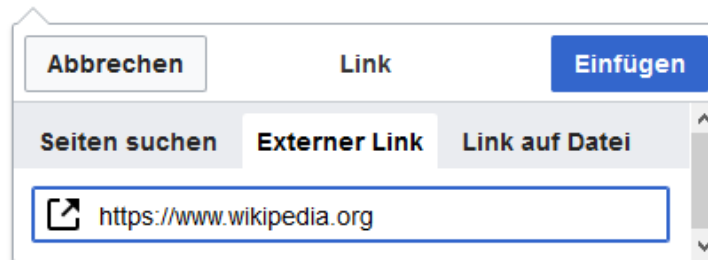 Abbrechen Link Einfügen
Seiten suchen Externer Link Link auf Datei
https://www.wikipedia.org